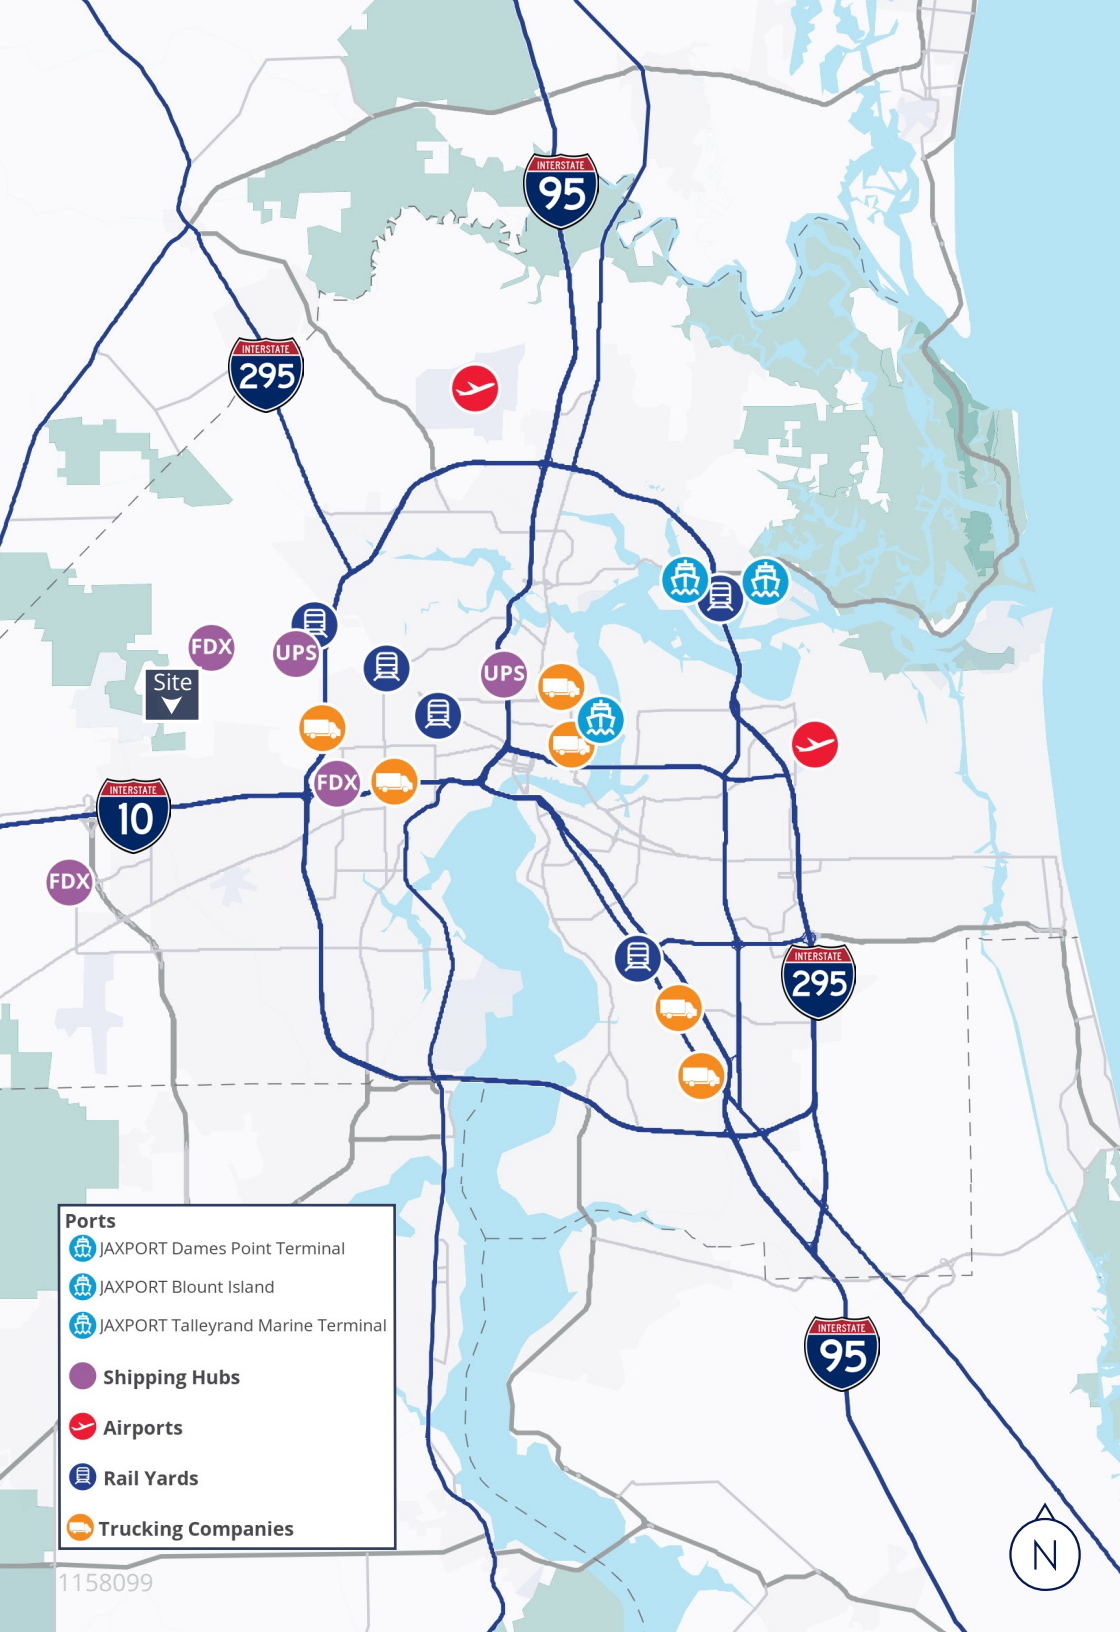 INTERSTATE
95
INTERSTATE
295
FDX
UPS
UPS
Site
FDX
INTERSTATE
10
FDX
INTERSTATE
295
Ports
JAXPORT Dames Point Terminal
JAXPORT Blount Island
JAXPORT Talleyrand Marine Terminal
Shipping Hubs
Airports
Rail Yards
Trucking Companies
INTERSTATE
95
N
1158099